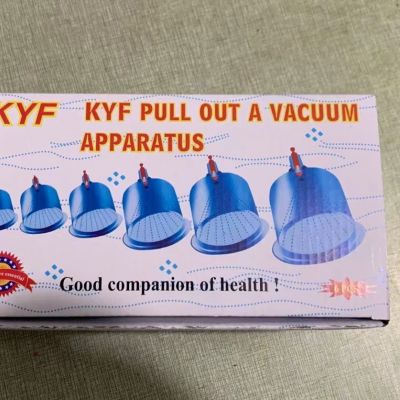 KYF
KYF PULL OUT A VACUUM
APPARATUS
Good companion of health !